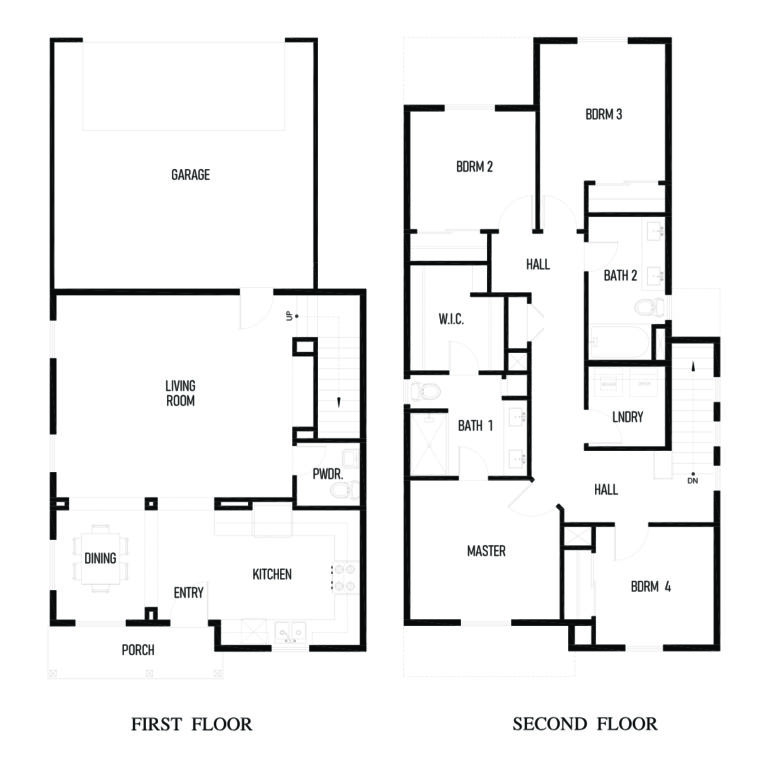 GARAGE
UP
LIVING
ROOM
PWDR.
DINING
KITCHEN
ENTRY
PORCH
FIRST FLOOR
BDRM 3
BDRM 2
HALL
BATH 2
W.I.C.
LNDRY
BATH 1
DN
HALL
MASTER
BDRM 4
SECOND FLOOR